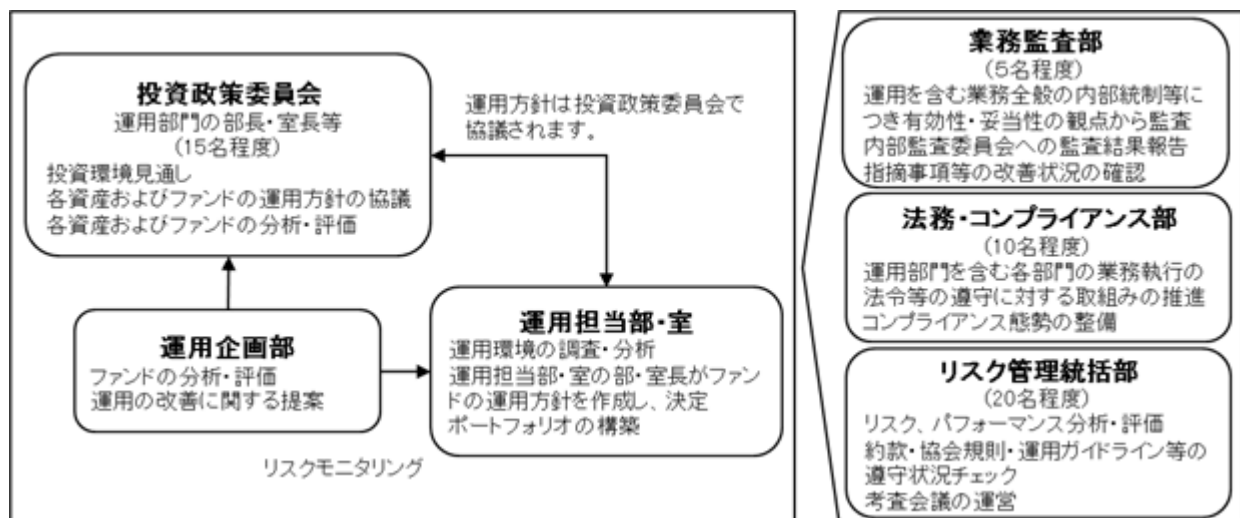 投資政策委員会
運用部門の部長・室長等
(15名程度)
投資環境見通し
各資産およびファンドの運用方針の協議
各資産およびファンドの分析・評価
運用方針は投資政策委員会で
協議されます。
運用企画部
ファンドの分析・評価
運用の改善に関する提案
運用担当部・室
運用環境の調査・分析
運用担当部・室の部・室長がファン
ドの運用方針を作成し、決定
ポートフォリオの構築
リスクモニタリング
業務監査部
(5名程度)
運用を含む業務全般の内部統制等に
つき有効性・妥当性の観点から監査
内部監査委員会への監査結果報告
指摘事項等の改善状況の確認
法務・コンプライアンス部
(10名程度)
運用部門を含む各部門の業務執行の
法令等の遵守に対する取組みの推進
コンプライアンス態勢の整備
リスク管理統括部
(20名程度)
リスク、パフォーマンス分析・評価
約款・協会規則・運用ガイドライン等の
遵守状況チェック
考査会議の運営